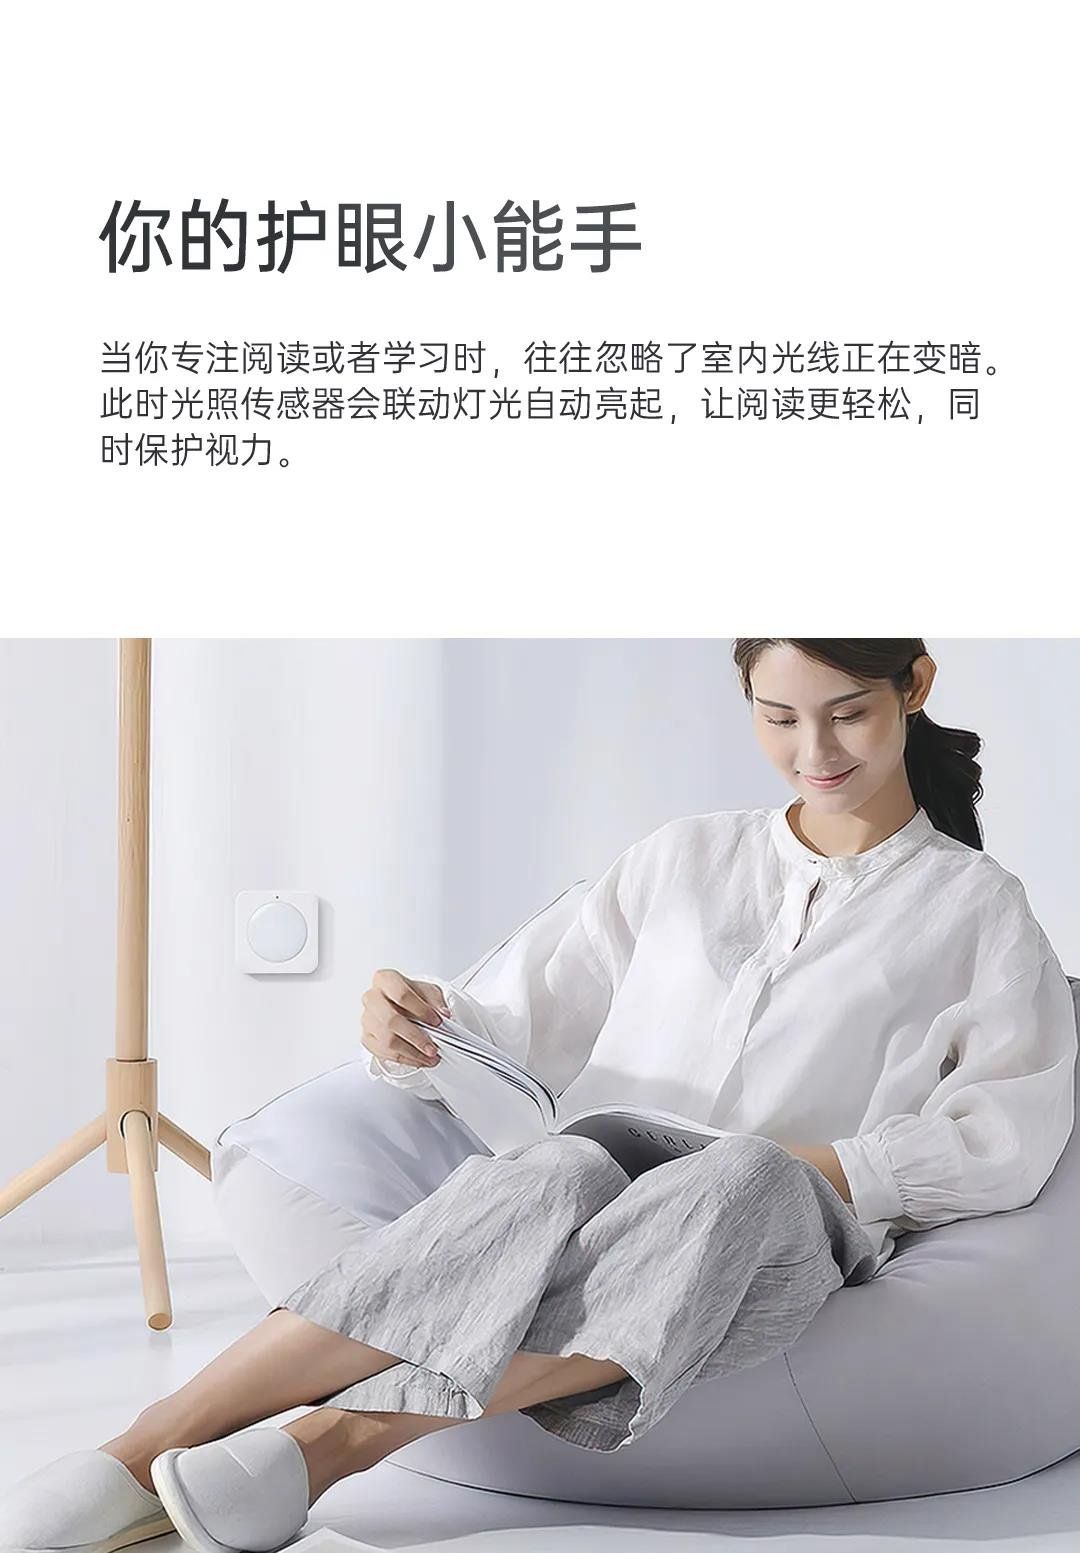 你的护眼小能手
当你专注阅读或者学习时，往往忽略了室内光线正在变暗。
此时光照传感器会联动灯光自动亮起，让阅读更轻松，同
时保护视力。